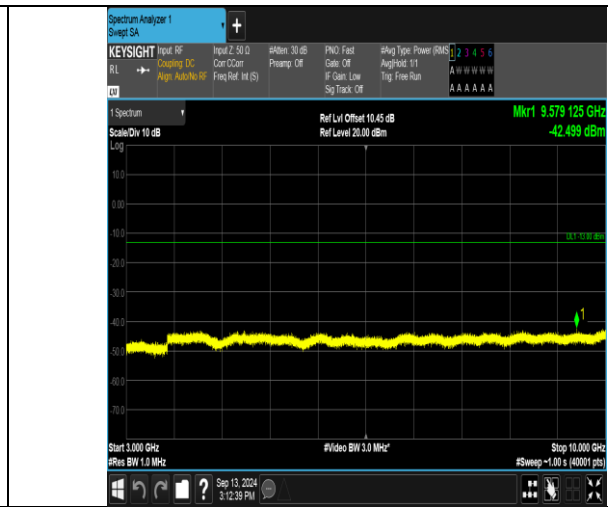 Spectrum Analyzer 1
Swept SA
+
KEYSIGHT
RL
Input: RF
Coupling: DC
Align: Auto/No RF
Input Z: 50 Ω
Corr CCorr
Freq Ref: Int (S)
#Atten: 30 dB
Preamp: Off
PNO: Fast
Gate: Off
IF Gain: Low
Sig Track: Off
#Avg Type: Power (RMS
Avg|Hold: 1/1
Trig: Free Run
1 2 3 4 5 6
A W W W W W
A A A A A A
LXI
1 Spectrum
Scale/Div 10 dB
Ref Lvl Offset 10.45 dB
Ref Level 20.00 dBm
Mkr1 9.579 125 GHz
-42.499 dBm
Log
10.0
0.00
-10.0
DL1 -13.00 dBm
-20.0
-30.0
-40.0
1
-50.0
-60.0
-70.0
Start 3.000 GHz
#Video BW 3.0 MHz*
Stop 10.000 GHz
#Res BW 1.0 MHz
#Sweep ~1.00 s (40001 pts)
?
Sep 13, 2024
3:12:39 PM